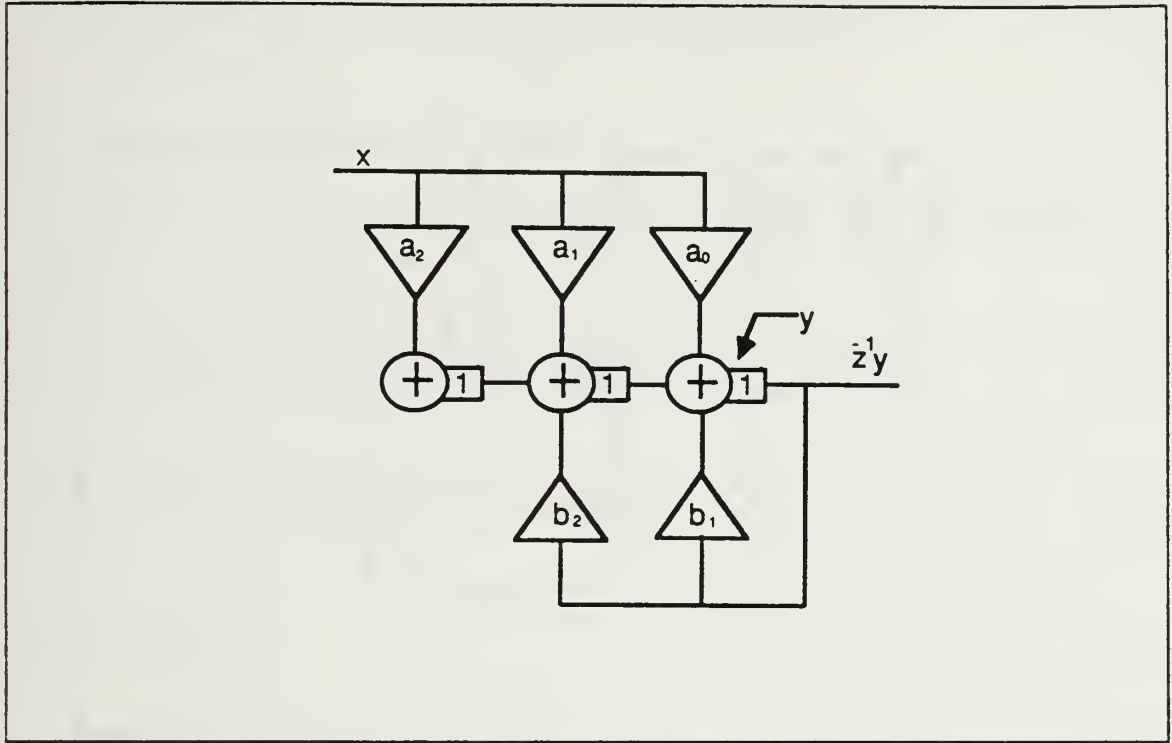 x
a₂ a₁ a₀
y
z̄¹y
+ 1 + 1 + 1
b₂ b₁